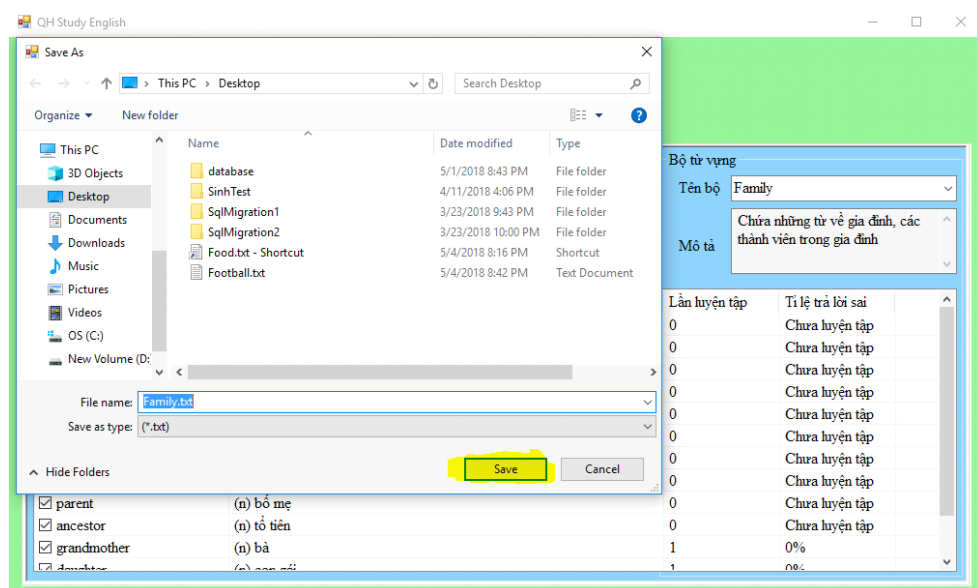 QH Study English
Save As
This PC > Desktop
Search Desktop
Organize
New folder
This PC
3D Objects
Desktop
Documents
Downloads
Music
Pictures
Videos
OS (C:)
New Volume (D:
Name Date modified Type
database 5/1/2018 8:43 PM File folder
SinhTest 4/11/2018 4:06 PM File folder
SqlMigration1 3/23/2018 9:43 PM File folder
SqlMigration2 3/23/2018 10:00 PM File folder
Food.txt - Shortcut 5/4/2018 8:16 PM Shortcut
Football.txt 5/4/2018 8:42 PM Text Document
File name: Family.txt
Save as type: (*.txt)
Hide Folders
Save
Cancel
Bộ từ vựng
Tên bộ Family
Mô tả
Chứa những từ về gia đình, các
thành viên trong gia đình
Lần luyện tập Tỉ lệ trả lời sai
0 Chưa luyện tập
0 Chưa luyện tập
0 Chưa luyện tập
0 Chưa luyện tập
0 Chưa luyện tập
0 Chưa luyện tập
0 Chưa luyện tập
0 Chưa luyện tập
parent (n) bố mẹ 0 Chưa luyện tập
ancestor (n) tổ tiên 0 Chưa luyện tập
grandmother (n) bà 1 0%
daughter (n) con gái 1 0%